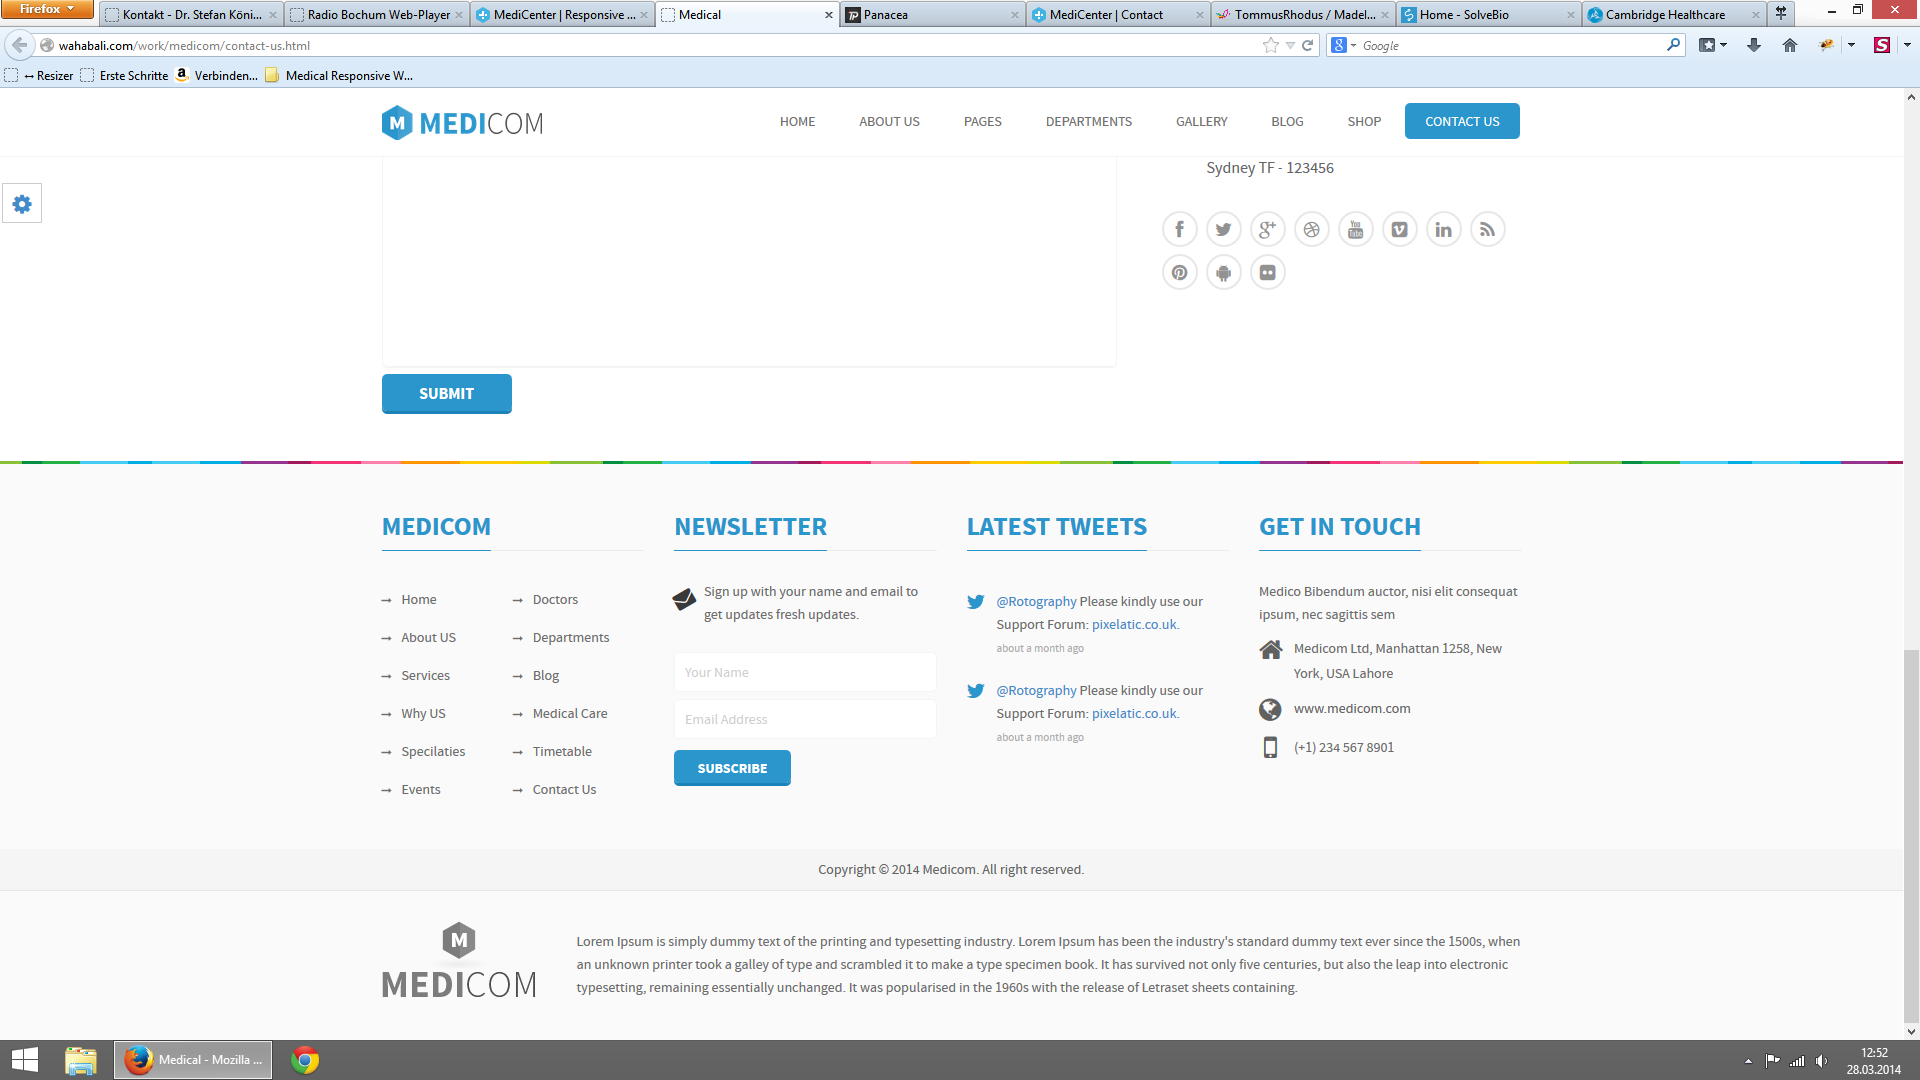 Firefox
Kontakt - Dr. Stefan Köni...
Radio Bochum Web-Player
MediCenter | Responsive ...
Medical
Panacea
MediCenter | Contact
TommusRhodus / Madel...
Home - SolveBio
Cambridge Healthcare
wahabali.com/work/medicom/contact-us.html
Google
Resizer
Erste Schritte
Verbinden...
Medical Responsive W...
M MEDICOM
HOME
ABOUT US
PAGES
DEPARTMENTS
GALLERY
BLOG
SHOP
CONTACT US
Sydney TF - 123456
SUBMIT
MEDICOM
Home
Doctors
About US
Departments
Services
Blog
Why US
Medical Care
Specilaties
Timetable
Events
Contact Us
NEWSLETTER
Sign up with your name and email to
get updates fresh updates.
Your Name
Email Address
SUBSCRIBE
LATEST TWEETS
@Rotography Please kindly use our
Support Forum: pixelatic.co.uk.
about a month ago
@Rotography Please kindly use our
Support Forum: pixelatic.co.uk.
about a month ago
GET IN TOUCH
Medico Bibendum auctor, nisi elit consequat
ipsum, nec sagittis sem
Medicom Ltd, Manhattan 1258, New
York, USA Lahore
www.medicom.com
(+1) 234 567 8901
Copyright © 2014 Medicom. All right reserved.
M
MEDICOM
Lorem Ipsum is simply dummy text of the printing and typesetting industry. Lorem Ipsum has been the industry's standard dummy text ever since the 1500s, when
an unknown printer took a galley of type and scrambled it to make a type specimen book. It has survived not only five centuries, but also the leap into electronic
typesetting, remaining essentially unchanged. It was popularised in the 1960s with the release of Letraset sheets containing.
Medical - Mozilla ...
12:52
28.03.2014